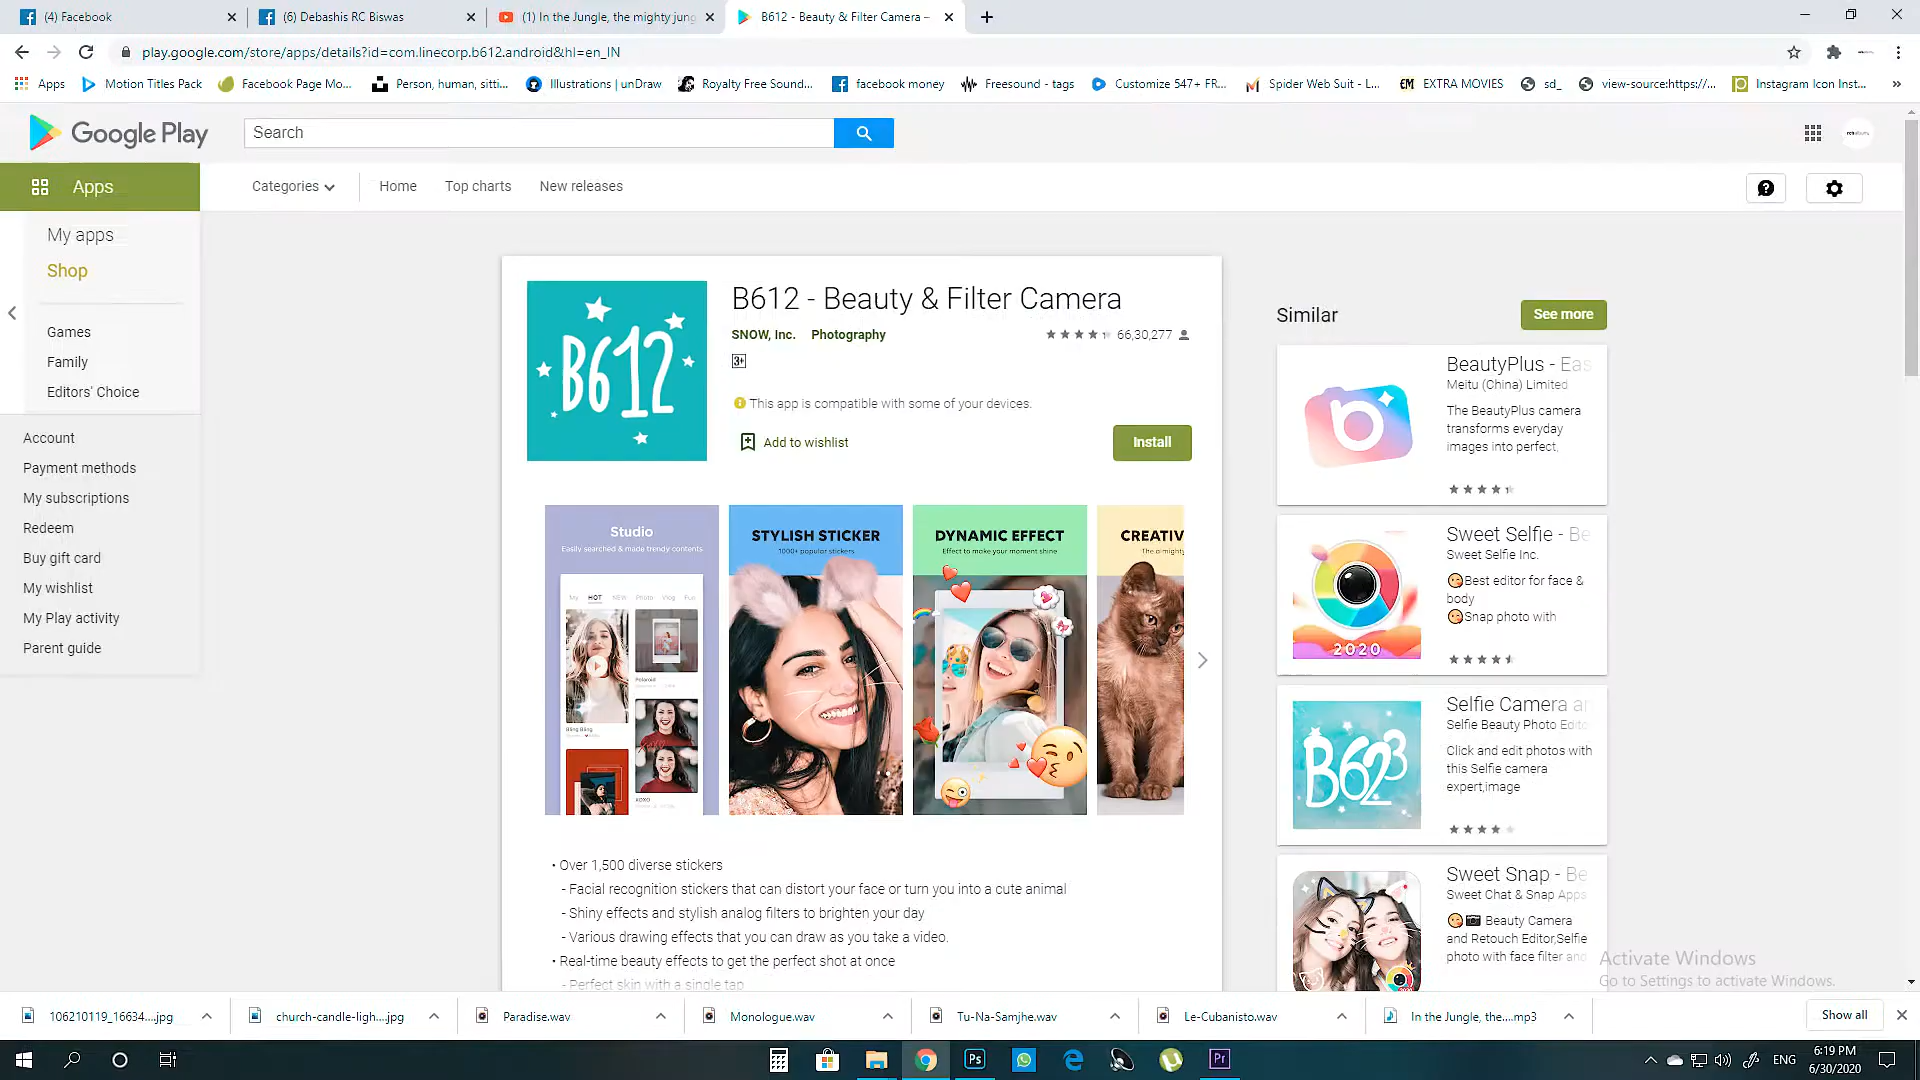 (4) Facebook
(6) Debashis RC Biswas
(1) In the Jungle, the mighty jung
B612 - Beauty & Filter Camera –
play.google.com/store/apps/details?id=com.linecorp.b612.android&hl=en_IN
Apps
Motion Titles Pack
Facebook Page Mo...
Person, human, sitti...
Illustrations | unDraw
Royalty Free Sound...
facebook money
Freesound - tags
Customize 547+ FR...
Spider Web Suit - L...
EXTRA MOVIES
sd_
view-source:https://...
Instagram Icon Inst...
Google Play
Search
Apps
Categories
Home
Top charts
New releases
My apps
Shop
Games
Family
Editors' Choice
Account
Payment methods
My subscriptions
Redeem
Buy gift card
My wishlist
My Play activity
Parent guide
B612
B612 - Beauty & Filter Camera
SNOW, Inc. Photography
66,30,277
3+
This app is compatible with some of your devices.
Add to wishlist
Install
Studio
Easily searched & made trendy contents
My HOT NEW Photo Vlog Fun
Polaroid
Bling Bling
XOXO
STYLISH STICKER
1000+ popular stickers
DYNAMIC EFFECT
Effect to make your moment shine
CREATIV
The almighty
• Over 1,500 diverse stickers
- Facial recognition stickers that can distort your face or turn you into a cute animal
- Shiny effects and stylish analog filters to brighten your day
- Various drawing effects that you can draw as you take a video.
• Real-time beauty effects to get the perfect shot at once
- Perfect skin with a single tap
Similar
See more
BeautyPlus - Eas
Meitu (China) Limited
The BeautyPlus camera
transforms everyday
images into perfect,
Sweet Selfie - Be
Sweet Selfie Inc.
😘Best editor for face &
body
😘Snap photo with
2020
Selfie Camera ar
Selfie Beauty Photo Edito
Click and edit photos with
this Selfie camera
expert,image
B623
Sweet Snap - Be
Sweet Chat & Snap Apps
😘📷 Beauty Camera
and Retouch Editor,Selfie
photo with face filter and
Activate Windows
Go to Settings to activate Windows.
106210119_16634....jpg
church-candle-ligh....jpg
Paradise.wav
Monologue.wav
Tu-Na-Samjhe.wav
Le-Cubanisto.wav
In the Jungle, the....mp3
Show all
Ps
Pr
ENG
6:19 PM
6/30/2020